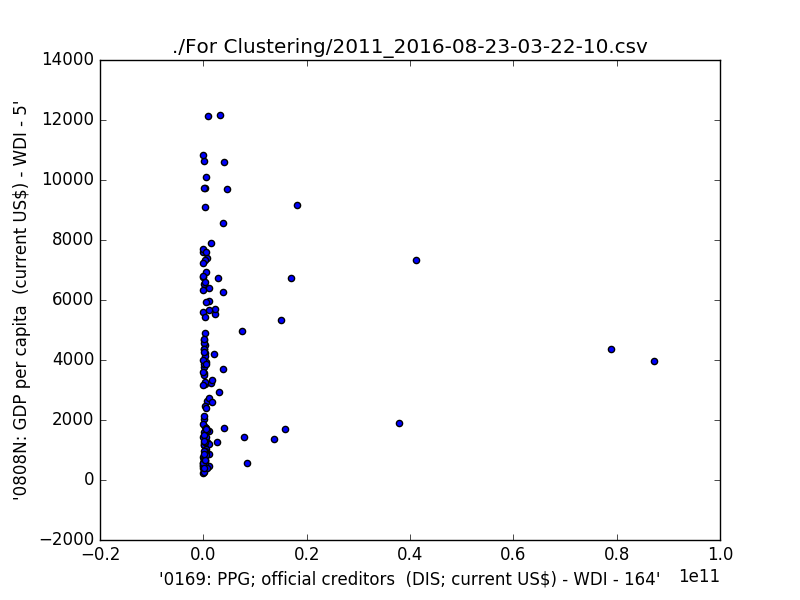 ./For Clustering/2011_2016-08-23-03-22-10.csv
14000
12000
10000
8000
6000
4000
2000
0
−2000
'0808N: GDP per capita  (current US$) - WDI - 5'
−0.2 0.0 0.2 0.4 0.6 0.8 1.0
1e11
'0169: PPG; official creditors  (DIS; current US$) - WDI - 164'